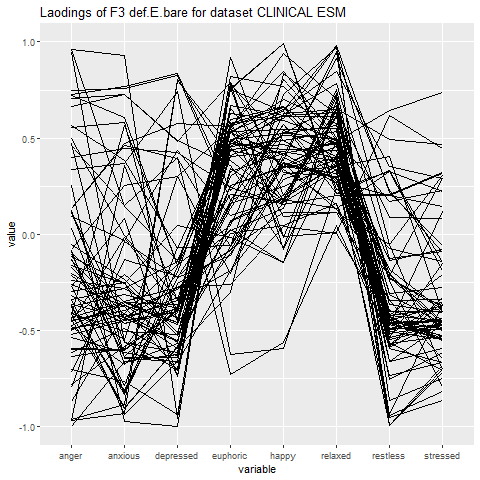 Laodings of F3 def.E.bare for dataset CLINICAL ESM
1.0
0.5
0.0
-0.5
-1.0
value
anger anxious depressed euphoric happy relaxed restless stressed
variable